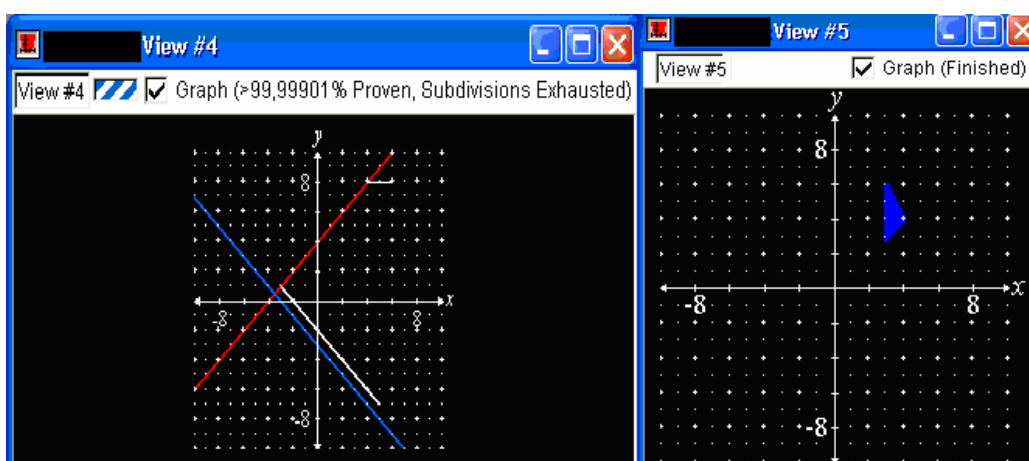 View #4
View #4 Graph (>99,99901% Proven, Subdivisions Exhausted)
y
8
x
-8
8
-8
View #5
View #5 Graph (Finished)
y
8
x
-8
8
-8